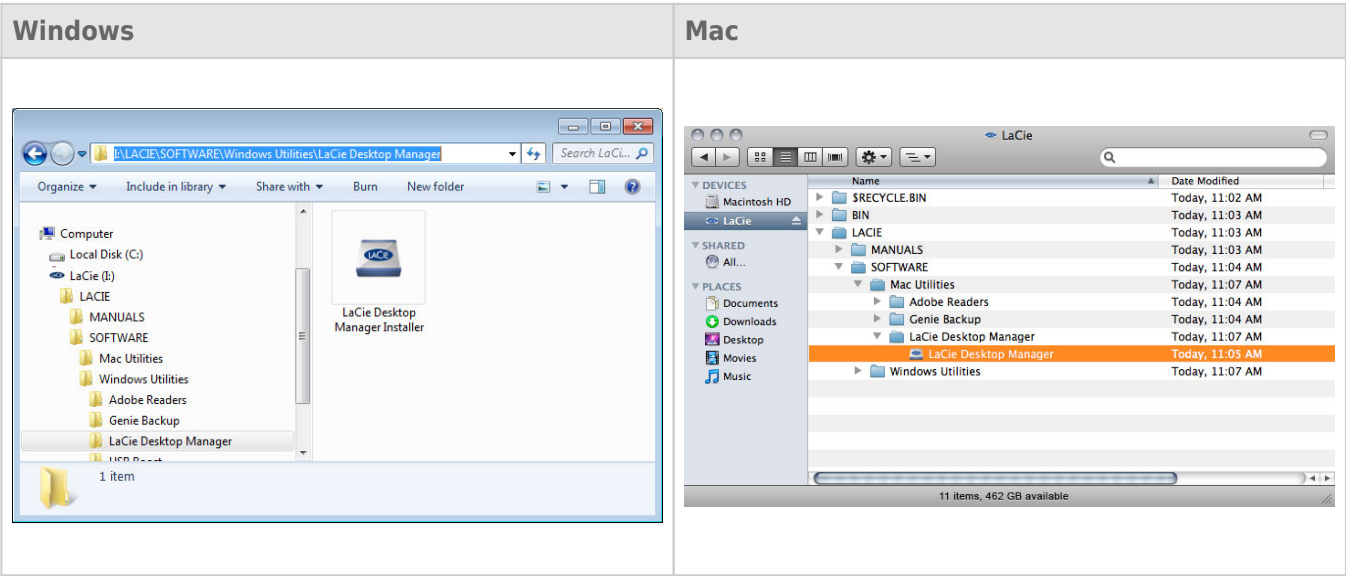 Windows
Mac
I:\LACIE\SOFTWARE\Windows Utilities\LaCie Desktop Manager
Search LaCi...
Organize
Include in library
Share with
Burn
New folder
Computer
Local Disk (C:)
LaCie (I:)
LACIE
MANUALS
SOFTWARE
Mac Utilities
Windows Utilities
Adobe Readers
Genie Backup
LaCie Desktop Manager
USB Boost
LACIE
LaCie Desktop
Manager Installer
1 item
LaCie
DEVICES
Macintosh HD
LaCie
SHARED
All...
PLACES
Documents
Downloads
Desktop
Movies
Music
Name Date Modified
$RECYCLE.BIN Today, 11:02 AM
BIN Today, 11:03 AM
LACIE Today, 11:03 AM
MANUALS Today, 11:03 AM
SOFTWARE Today, 11:04 AM
Mac Utilities Today, 11:07 AM
Adobe Readers Today, 11:04 AM
Genie Backup Today, 11:04 AM
LaCie Desktop Manager Today, 11:07 AM
LaCie Desktop Manager Today, 11:05 AM
Windows Utilities Today, 11:07 AM
11 items, 462 GB available